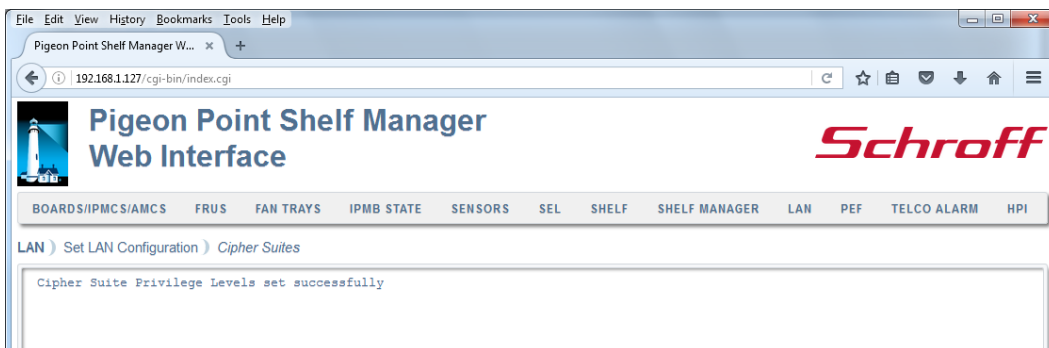 File Edit View History Bookmarks Tools Help
Pigeon Point Shelf Manager W... × +
192.168.1.127/cgi-bin/index.cgi
Pigeon Point Shelf Manager
Web Interface
Schroff
BOARDS/IPMCS/AMCS FRUS FAN TRAYS IPMB STATE SENSORS SEL SHELF SHELF MANAGER LAN PEF TELCO ALARM HPI
LAN ) Set LAN Configuration ) Cipher Suites
Cipher Suite Privilege Levels set successfully